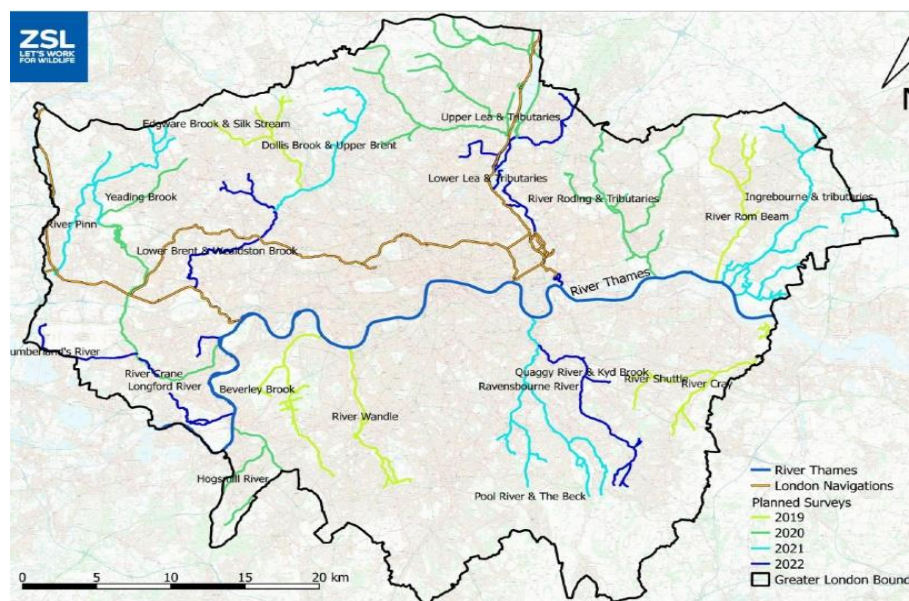 ZSL
LET'S WORK
FOR WILDLIFE
N
Edgware Brook & Silk Stream
Upper Lea & Tributaries
Dollis Brook & Upper Brent
Lower Lea & Tributaries
Yeading Brook
River Roding & Tributaries
Ingrebourne & tributaries
River Pinn
River Rom Beam
Lower Brent & Wealdston Brook
River Thames
umberland's River
River Crane
Longford River
Beverley Brook
Quaggy River & Kyd Brook
Ravensbourne River
River Shuttle
River Cray
River Wandle
Hogsmill River
Pool River & The Beck
River Thames
London Navigations
Planned Surveys
2019
2020
2021
2022
Greater London Bound
0 5 10 15 20 km